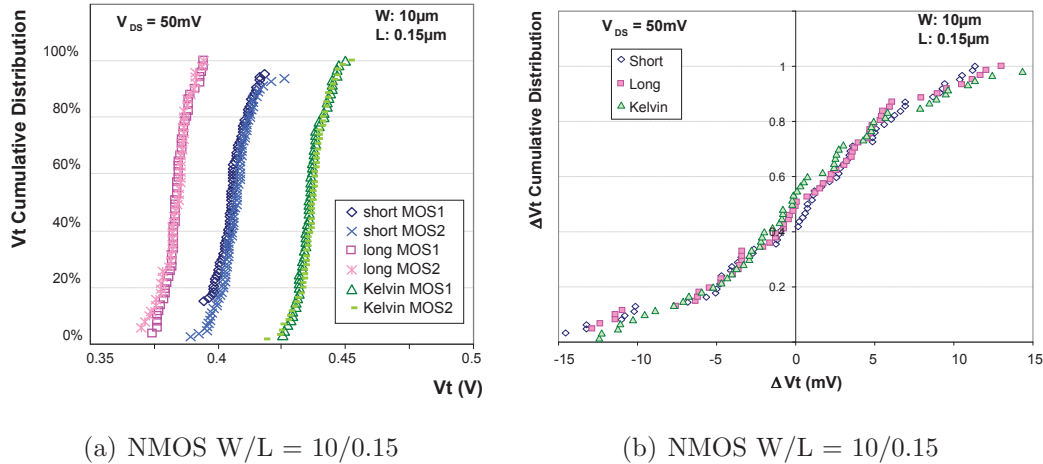 V DS = 50mV
W: 10µm
L: 0.15µm
Vt Cumulative Distribution
100%
80%
60%
40%
20%
0%
short MOS1
short MOS2
long MOS1
long MOS2
Kelvin MOS1
Kelvin MOS2
0.35
0.4
0.45
0.5
Vt (V)
(a) NMOS W/L = 10/0.15
V DS = 50mV
W: 10µm
L: 0.15µm
ΔVt Cumulative Distribution
Short
Long
Kelvin
1
0.8
0.6
0.4
0.2
-15
-10
-5
0
5
10
15
Δ Vt (mV)
(b) NMOS W/L = 10/0.15